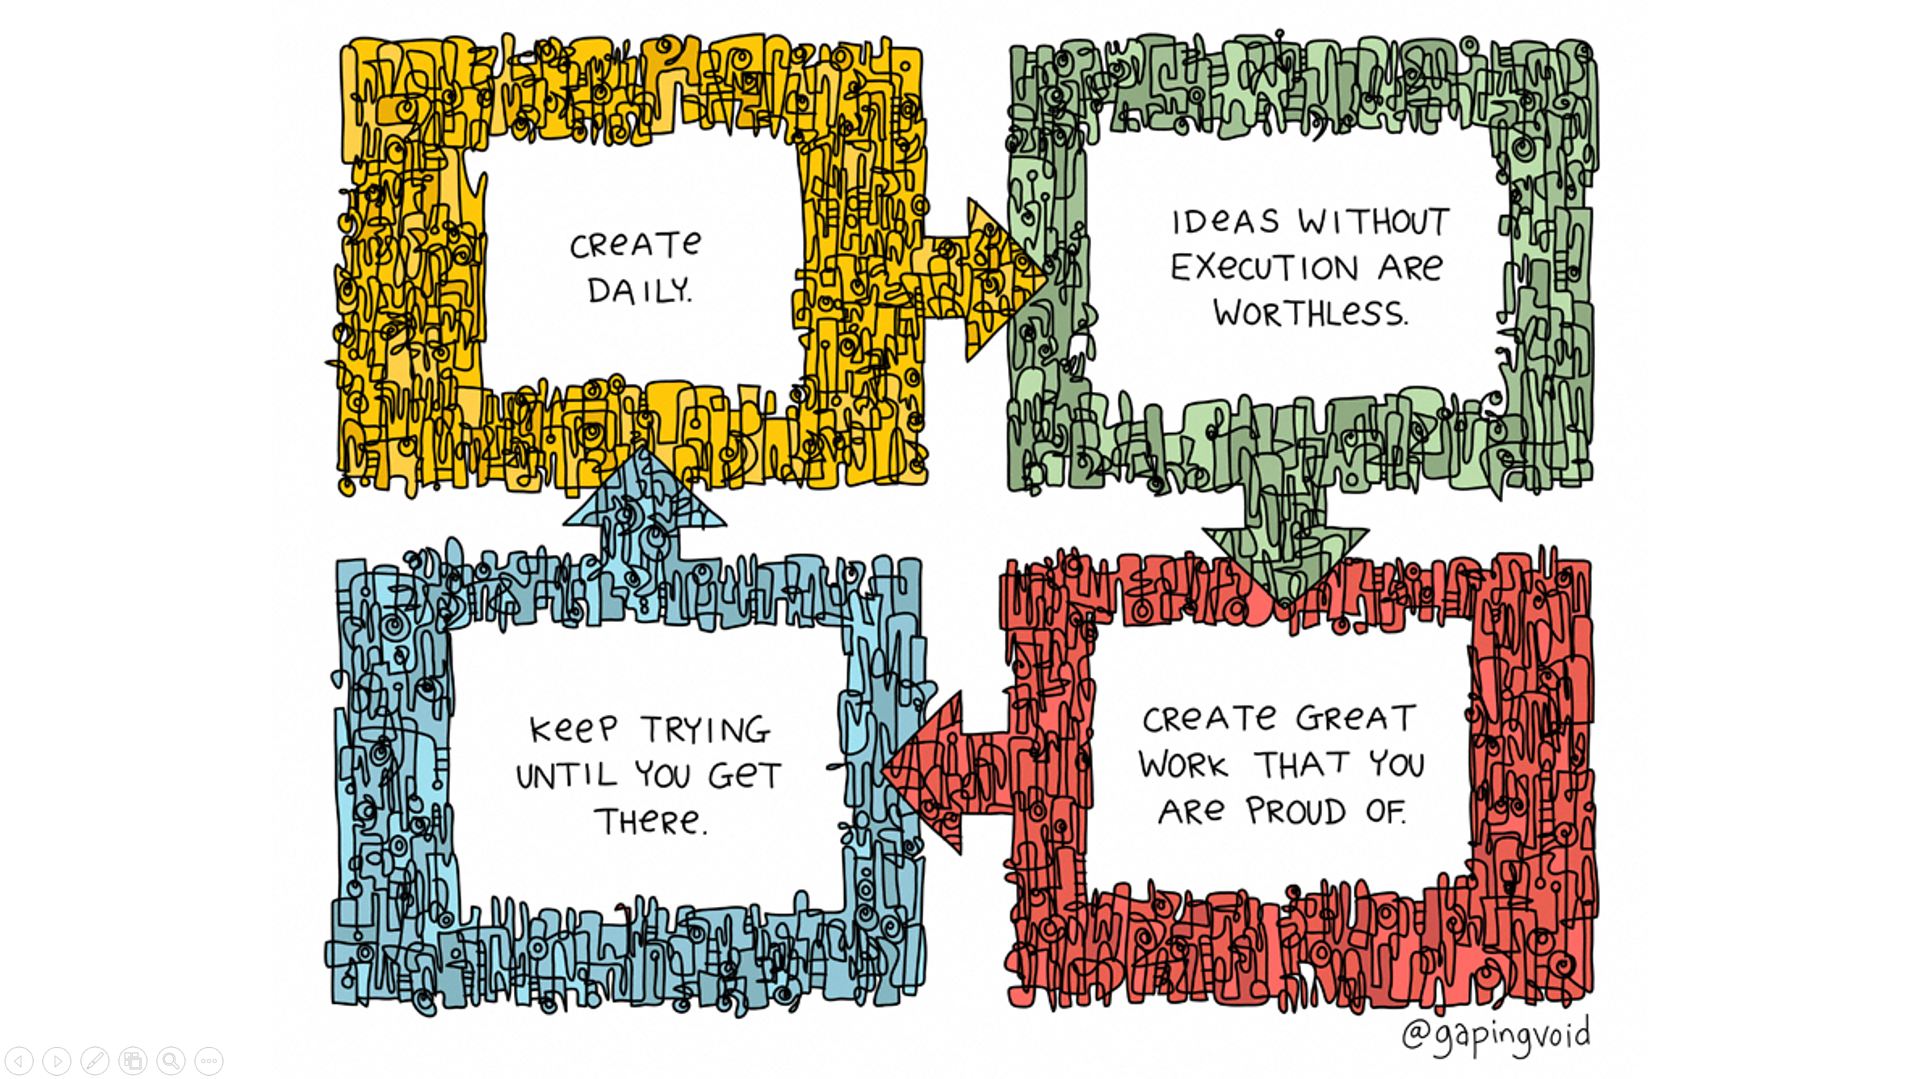 CREATE
DAILY.
IDEAS WITHOUT
EXECUTION ARE
WORTHLESS.
CREATE GREAT
WORK THAT YOU
ARE PROUD OF.
KEEP TRYING
UNTIL YOU GET
THERE.
@gapingvoid